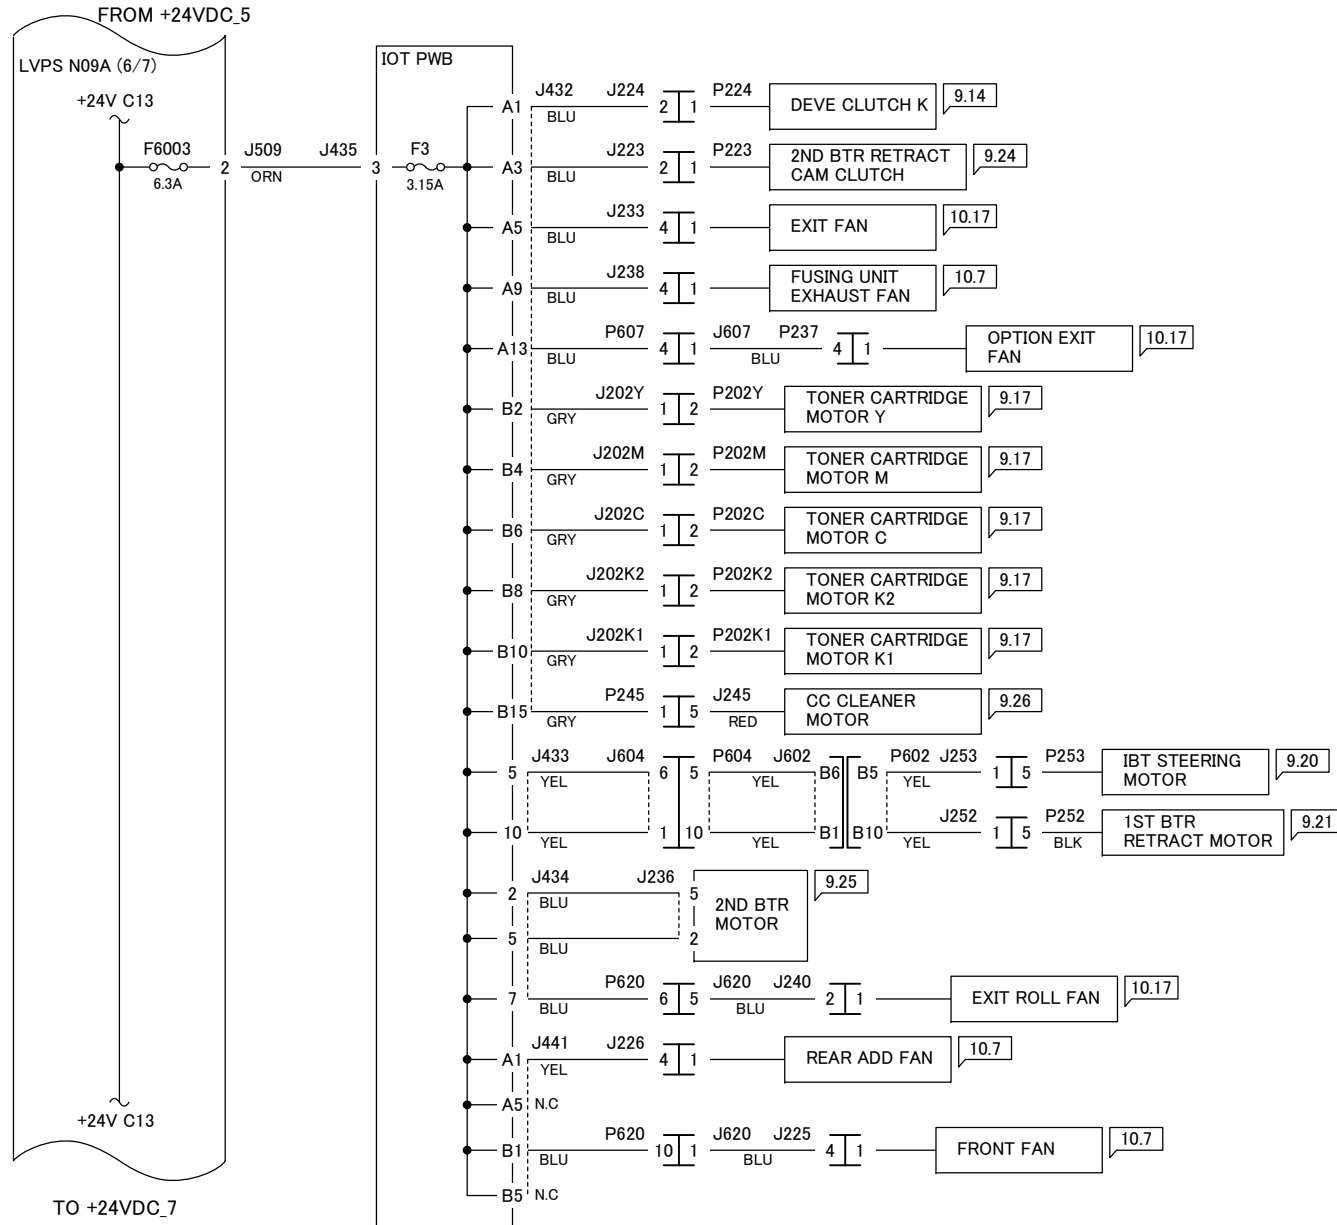 FROM +24VDC_5
LVPS N09A (6/7)
IOT PWB
+24V C13
F6003
6.3A
2
J509
ORN
J435
3
F3
3.15A
A1
J432
BLU
J224
2 1
P224
DEVE CLUTCH K
9.14
A3
BLU
J223
2 1
P223
2ND BTR RETRACT
CAM CLUTCH
9.24
A5
BLU
J233
4 1
EXIT FAN
10.17
A9
BLU
J238
4 1
FUSING UNIT
EXHAUST FAN
10.7
A13
BLU
P607
4 1
J607
BLU
P237
4 1
OPTION EXIT
FAN
10.17
B2
GRY
J202Y
1 2
P202Y
TONER CARTRIDGE
MOTOR Y
9.17
B4
GRY
J202M
1 2
P202M
TONER CARTRIDGE
MOTOR M
9.17
B6
GRY
J202C
1 2
P202C
TONER CARTRIDGE
MOTOR C
9.17
B8
GRY
J202K2
1 2
P202K2
TONER CARTRIDGE
MOTOR K2
9.17
B10
GRY
J202K1
1 2
P202K1
TONER CARTRIDGE
MOTOR K1
9.17
B15
GRY
P245
1 5
J245
RED
CC CLEANER
MOTOR
9.26
5
J433
YEL
J604
6 5
P604
YEL
J602
B6 B5
P602
YEL
J253
1 5
P253
IBT STEERING
MOTOR
9.20
10
YEL
1 10
YEL
B1 B10
YEL
J252
1 5
P252
BLK
1ST BTR
RETRACT MOTOR
9.21
2
J434
BLU
J236
5
2ND BTR
MOTOR
9.25
5
BLU
2
7
BLU
P620
6 5
J620
BLU
J240
2 1
EXIT ROLL FAN
10.17
A1
J441
YEL
J226
4 1
REAR ADD FAN
10.7
A5 N.C
+24V C13
B1
BLU
P620
10 1
J620
BLU
J225
4 1
FRONT FAN
10.7
B5 N.C
TO +24VDC_7